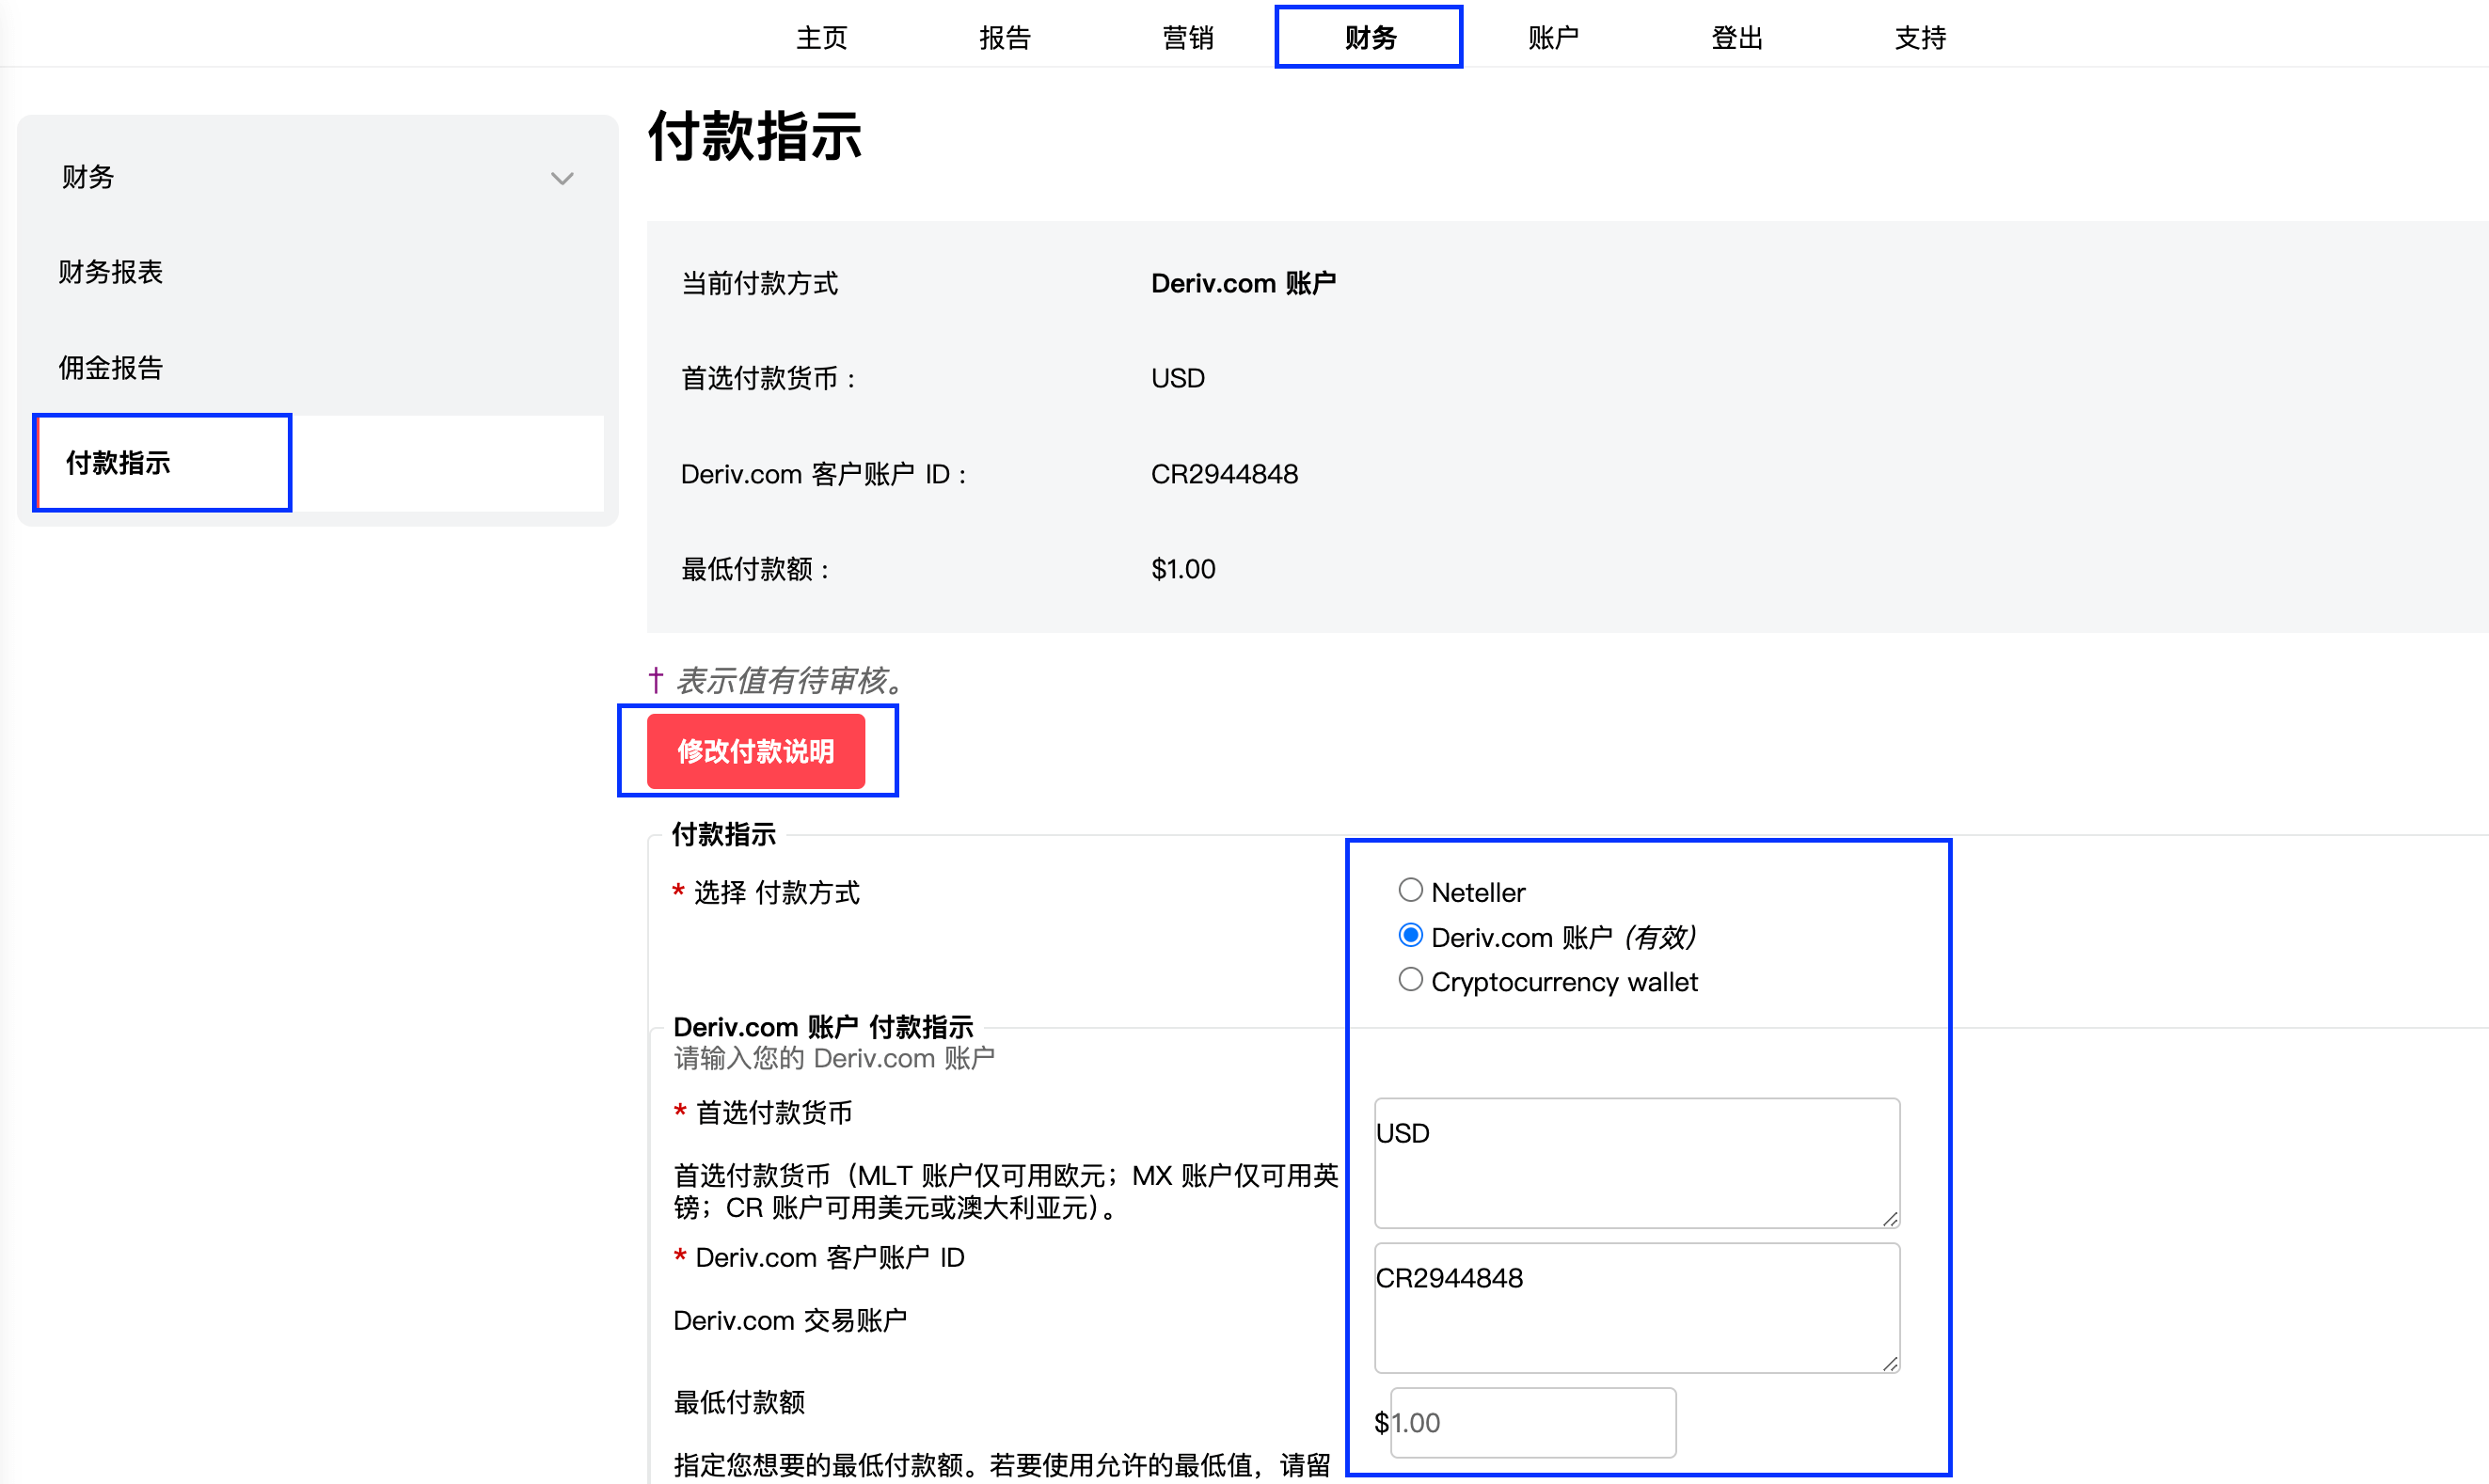 主页 报告 营销 财务 账户 登出 支持
付款指示
财务
财务报表
佣金报告
付款指示
当前付款方式 Deriv.com 账户
首选付款货币： USD
Deriv.com 客户账户 ID： CR2944848
最低付款额： $1.00
† 表示值有待审核。
修改付款说明
付款指示
* 选择 付款方式
Neteller
Deriv.com 账户 (有效)
Cryptocurrency wallet
Deriv.com 账户 付款指示
请输入您的 Deriv.com 账户
* 首选付款货币
USD
首选付款货币（MLT 账户仅可用欧元；MX 账户仅可用英
镑；CR 账户可用美元或澳大利亚元）。
* Deriv.com 客户账户 ID
CR2944848
Deriv.com 交易账户
最低付款额
$1.00
指定您想要的最低付款额。若要使用允许的最低值，请留